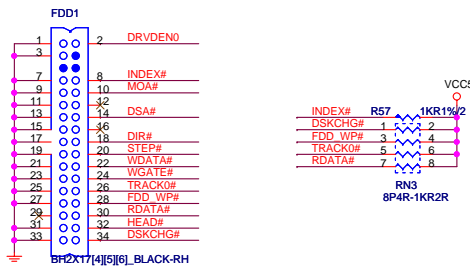 FDD1
1 2 DRVDEN0
3
7 8 INDEX#
9 10 MOA#
11 12
13 14 DSA#
15 16
17 18 DIR#
19 20 STEP#
21 22 WDATA#
23 24 WGATE#
25 26 TRACK0#
27 28 FDD_WP#
29 30 RDATA#
31 32 HEAD#
33 34 DSKCHG#
BH2X17[4][5][6]_BLACK-RH
VCC5
INDEX# R57 1KR1%/2
DSKCHG# 1 2
FDD_WP# 3 4
TRACK0# 5 6
RDATA# 7 8
RN3
8P4R-1KR2R